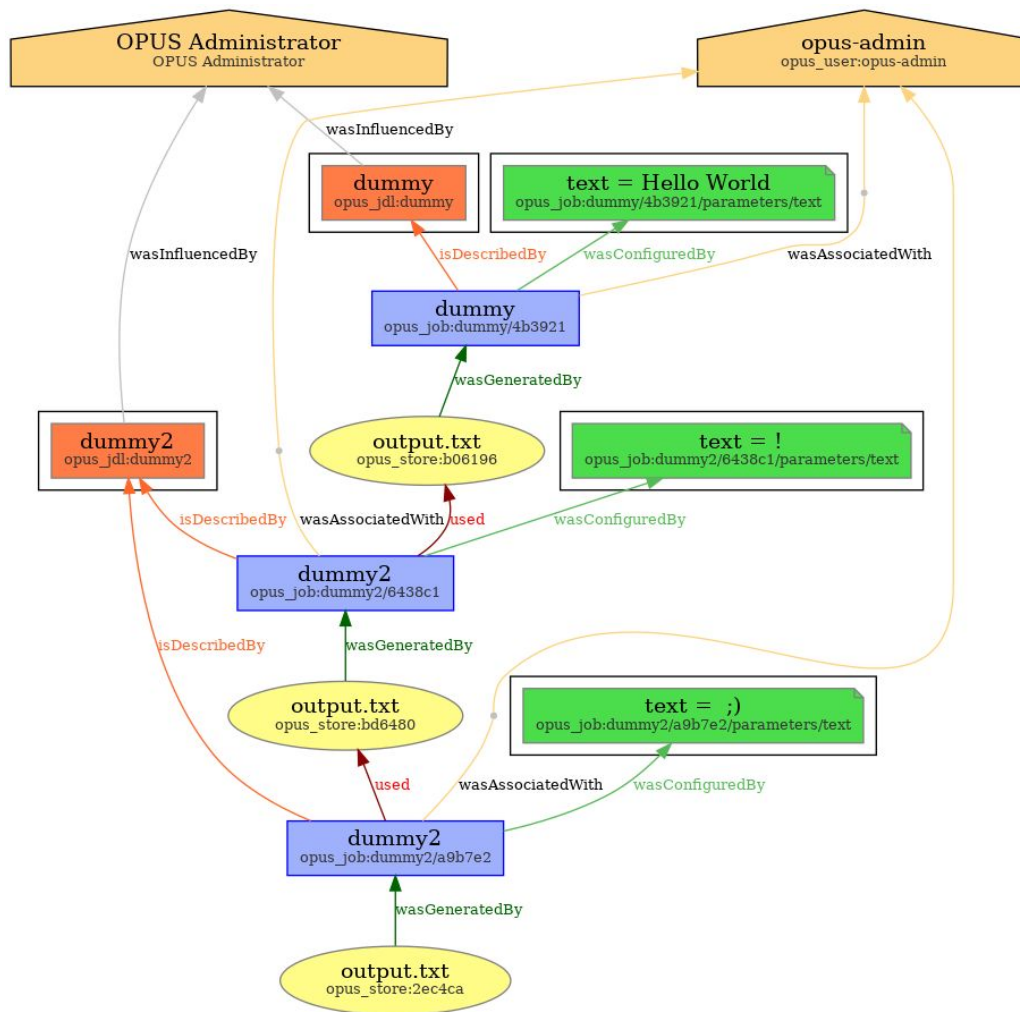 OPUS Administrator
OPUS Administrator
opus-admin
opus_user:opus-admin
wasInfluencedBy
dummy
opus_jdl:dummy
text = Hello World
opus_job:dummy/4b3921/parameters/text
wasInfluencedBy
isDescribedBy
wasConfiguredBy
wasAssociatedWith
dummy
opus_job:dummy/4b3921
wasGeneratedBy
dummy2
opus_jdl:dummy2
output.txt
opus_store:b06196
text = !
opus_job:dummy2/6438c1/parameters/text
isDescribedBy
wasAssociatedWith
used
wasConfiguredBy
dummy2
opus_job:dummy2/6438c1
isDescribedBy
wasGeneratedBy
output.txt
opus_store:bd6480
text =  ;)
opus_job:dummy2/a9b7e2/parameters/text
used
wasAssociatedWith
wasConfiguredBy
dummy2
opus_job:dummy2/a9b7e2
wasGeneratedBy
output.txt
opus_store:2ec4ca